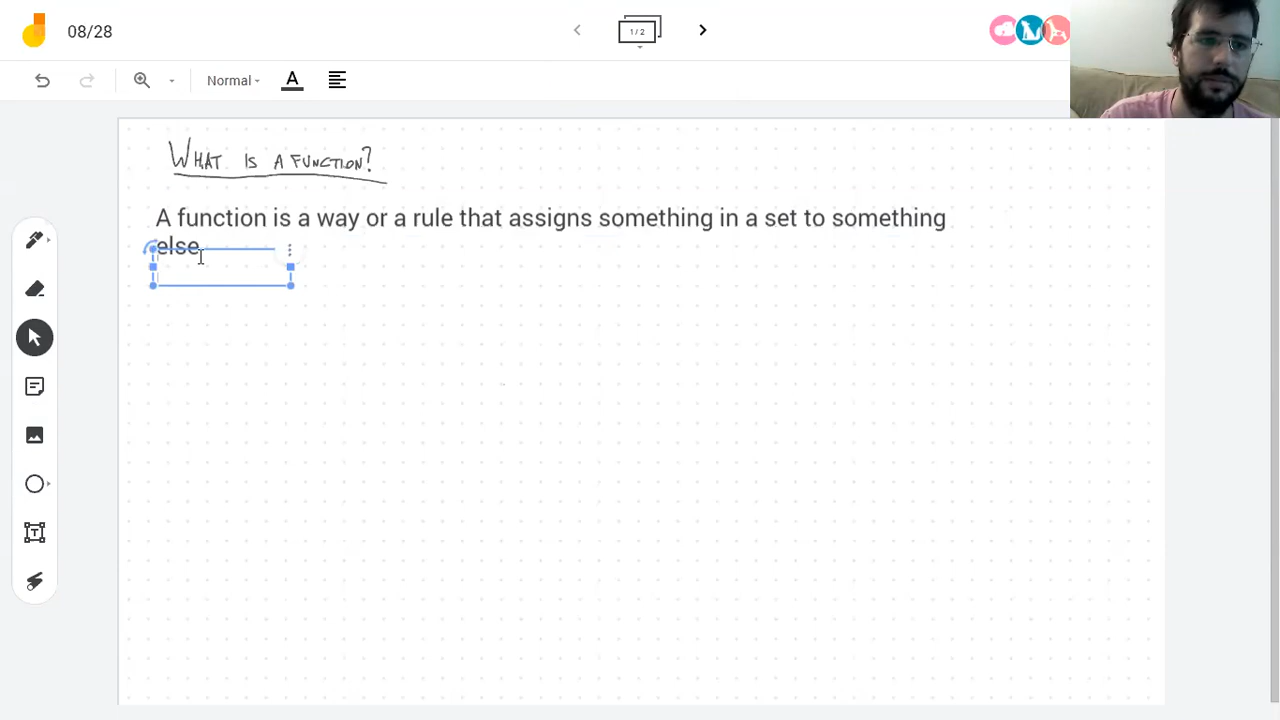 08/28
1 / 2
Normal
A
WHAT IS A FUNCTION?
A function is a way or a rule that assigns something in a set to something
else
T